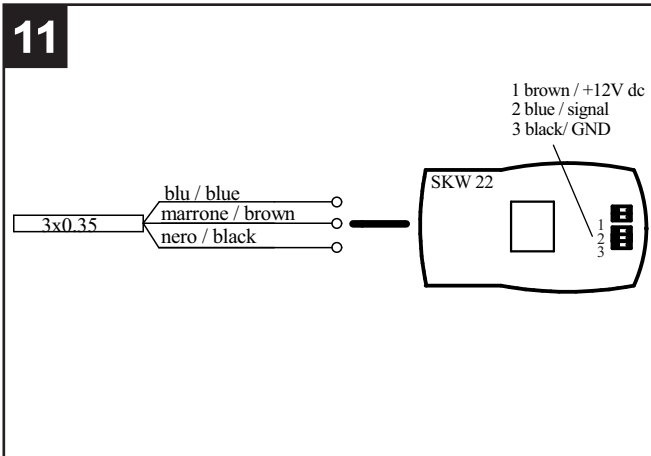 11
1 brown / +12V dc
2 blue / signal
3 black/ GND
SKW 22
blu / blue
marrone / brown
nero / black
3x0.35
1
2
3